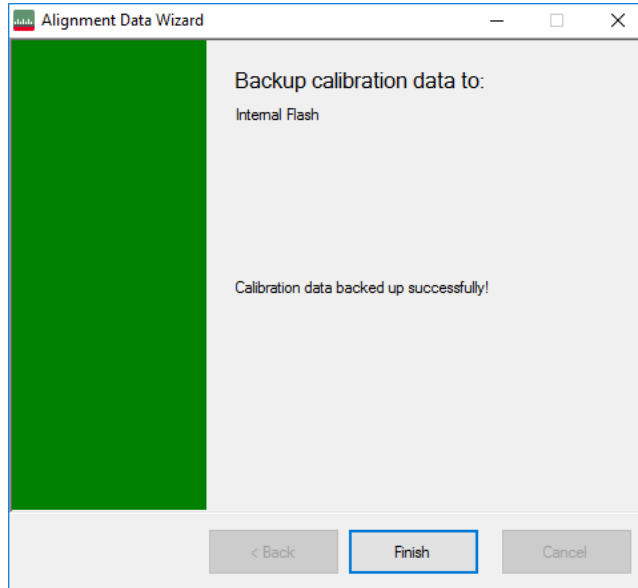 Alignment Data Wizard
Backup calibration data to:
Internal Flash
Calibration data backed up successfully!
< Back
Finish
Cancel